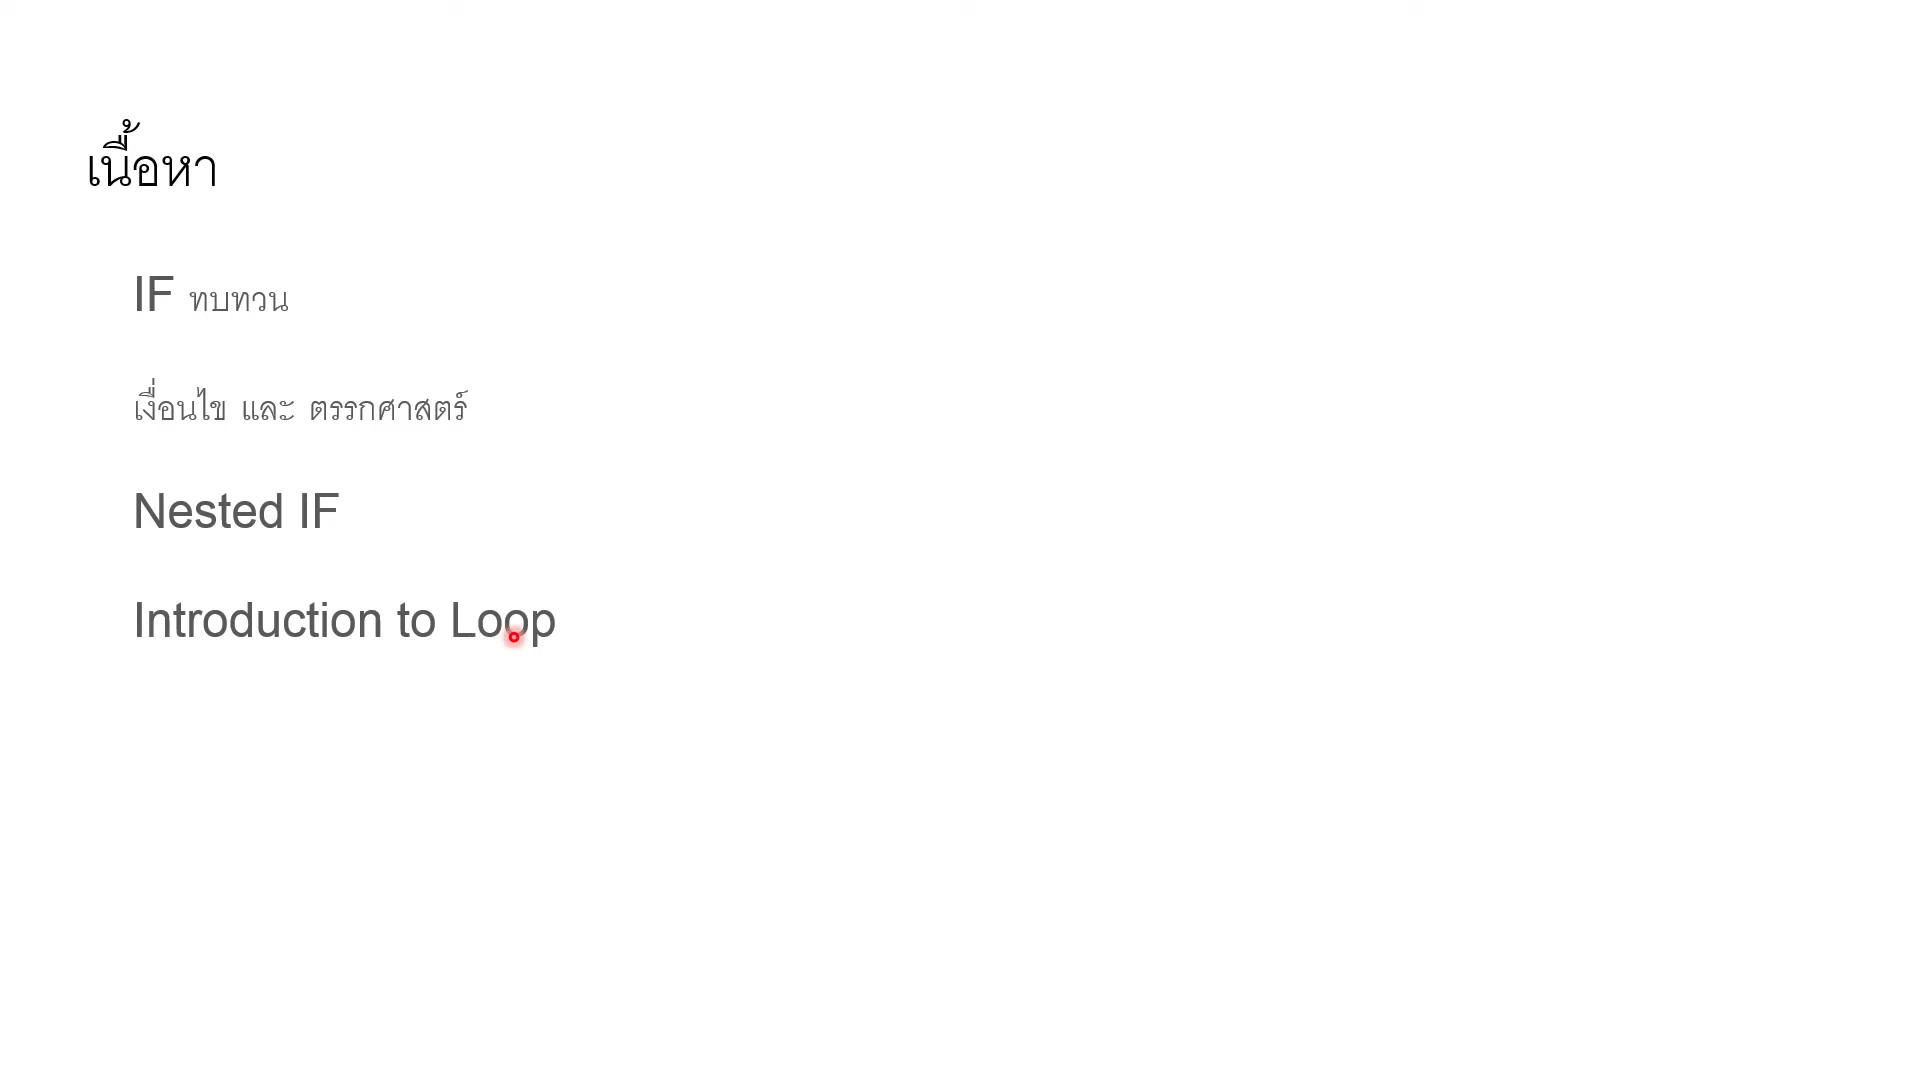 เนื้อหา
IF ทบทวน
เงื่อนไข และ ตรรกศาสตร์
Nested IF
Introduction to Loop